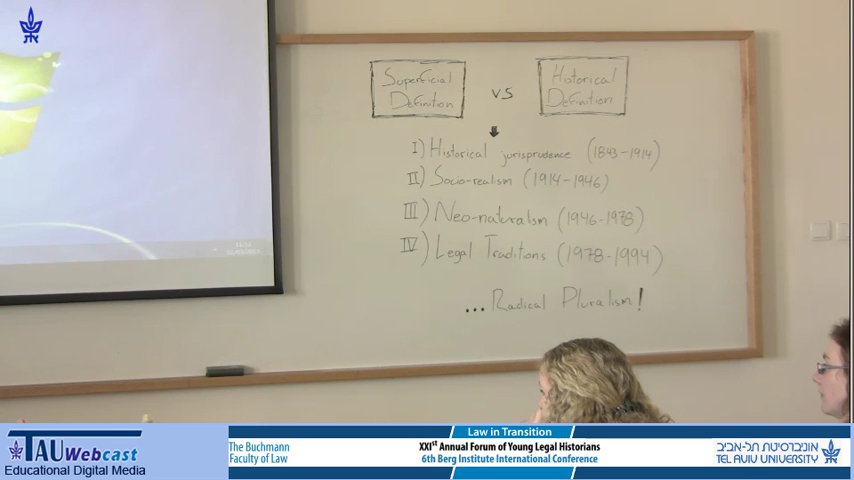 Superficial
Definition
vs
Historical
Definition
I) Historical jurisprudence (1843-1914)
II) Socio-realism (1914-1946)
III) Neo-naturalism (1946-1978)
IV) Legal Traditions (1978-1994)
... Radical Pluralism!
TAU Webcast
Educational Digital Media
The Buchmann
Faculty of Law
Law in Transition
XXIst Annual Forum of Young Legal Historians
6th Berg Institute International Conference
אוניברסיטת תל-אביב
TEL AVIV UNIVERSITY